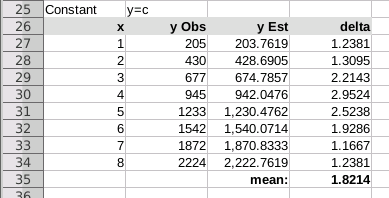 25 Constant y=c
26 x y Obs y Est delta
27 1 205 203.7619 1.2381
28 2 430 428.6905 1.3095
29 3 677 674.7857 2.2143
30 4 945 942.0476 2.9524
31 5 1233 1,230.4762 2.5238
32 6 1542 1,540.0714 1.9286
33 7 1872 1,870.8333 1.1667
34 8 2224 2,222.7619 1.2381
35 mean: 1.8214
36